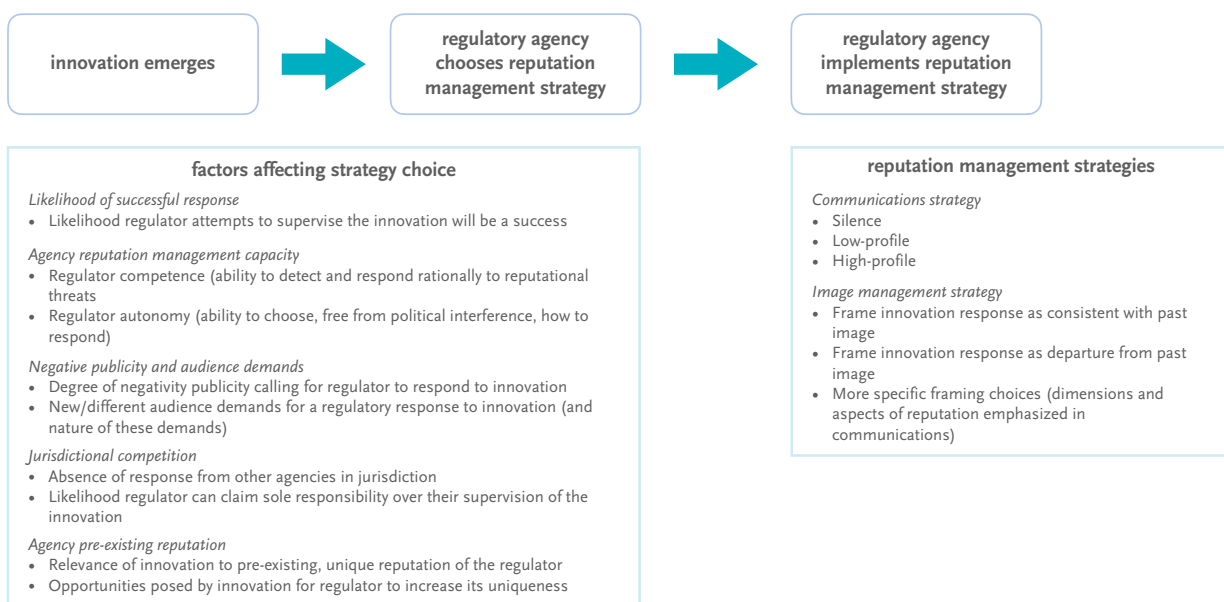 innovation emerges
regulatory agency
chooses reputation
management strategy
regulatory agency
implements reputation
management strategy
factors affecting strategy choice
Likelihood of successful response
• Likelihood regulator attempts to supervise the innovation will be a success
Agency reputation management capacity
• Regulator competence (ability to detect and respond rationally to reputational
threats
• Regulator autonomy (ability to choose, free from political interference, how to
respond)
Negative publicity and audience demands
• Degree of negativity publicity calling for regulator to respond to innovation
• New/different audience demands for a regulatory response to innovation (and
nature of these demands)
Jurisdictional competition
• Absence of response from other agencies in jurisdiction
• Likelihood regulator can claim sole responsibility over their supervision of the
innovation
Agency pre-existing reputation
• Relevance of innovation to pre-existing, unique reputation of the regulator
• Opportunities posed by innovation for regulator to increase its uniqueness
reputation management strategies
Communications strategy
• Silence
• Low-profile
• High-profile
Image management strategy
• Frame innovation response as consistent with past
image
• Frame innovation response as departure from past
image
• More specific framing choices (dimensions and
aspects of reputation emphasized in
communications)